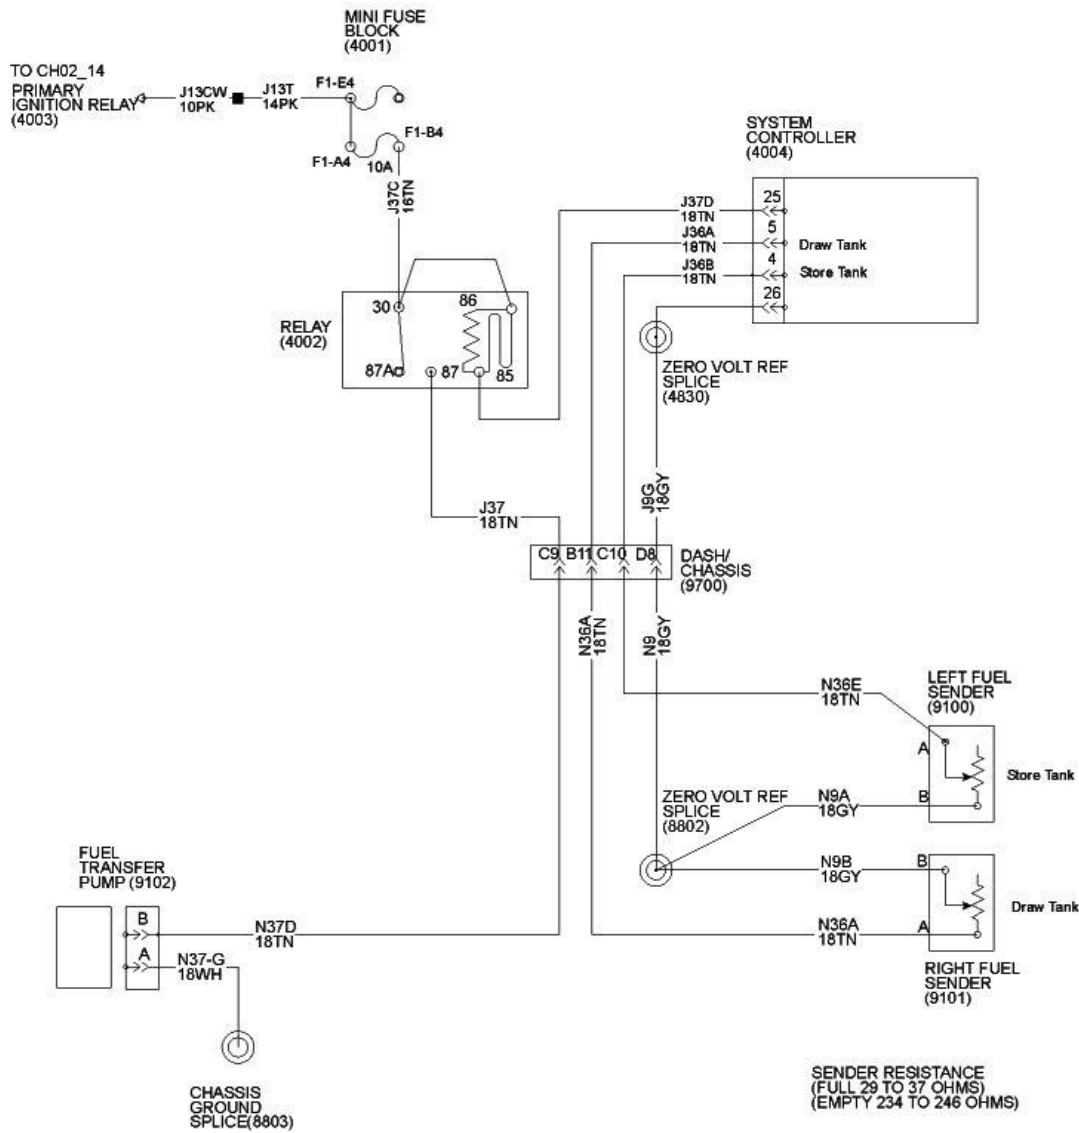 MINI FUSE
BLOCK
(4001)
TO CH02_14
PRIMARY
IGNITION RELAY
(4003)
J13CW
10PK
J13T
14PK
F1-E4
F1-B4
F1-A4
10A
J37C
16TN
SYSTEM
CONTROLLER
(4004)
J37D
18TN
25
J36A
18TN
5
Draw Tank
J36B
18TN
4
Store Tank
26
RELAY
(4002)
30
86
87A
87
85
ZERO VOLT REF
SPLICE
(4830)
J9G
18GY
J37
18TN
C9
B11
C10
D8
DASH/
CHASSIS
(9700)
N36A
18TN
N9
18GY
N36E
18TN
LEFT FUEL
SENDER
(9100)
A
B
Store Tank
N9A
18GY
ZERO VOLT REF
SPLICE
(8802)
N9B
18GY
B
A
Draw Tank
N36A
18TN
RIGHT FUEL
SENDER
(9101)
FUEL
TRANSFER
PUMP (9102)
B
A
N37D
18TN
N37-G
18WH
CHASSIS
GROUND
SPLICE(8803)
SENDER RESISTANCE
(FULL 29 TO 37 OHMS)
(EMPTY 234 TO 246 OHMS)